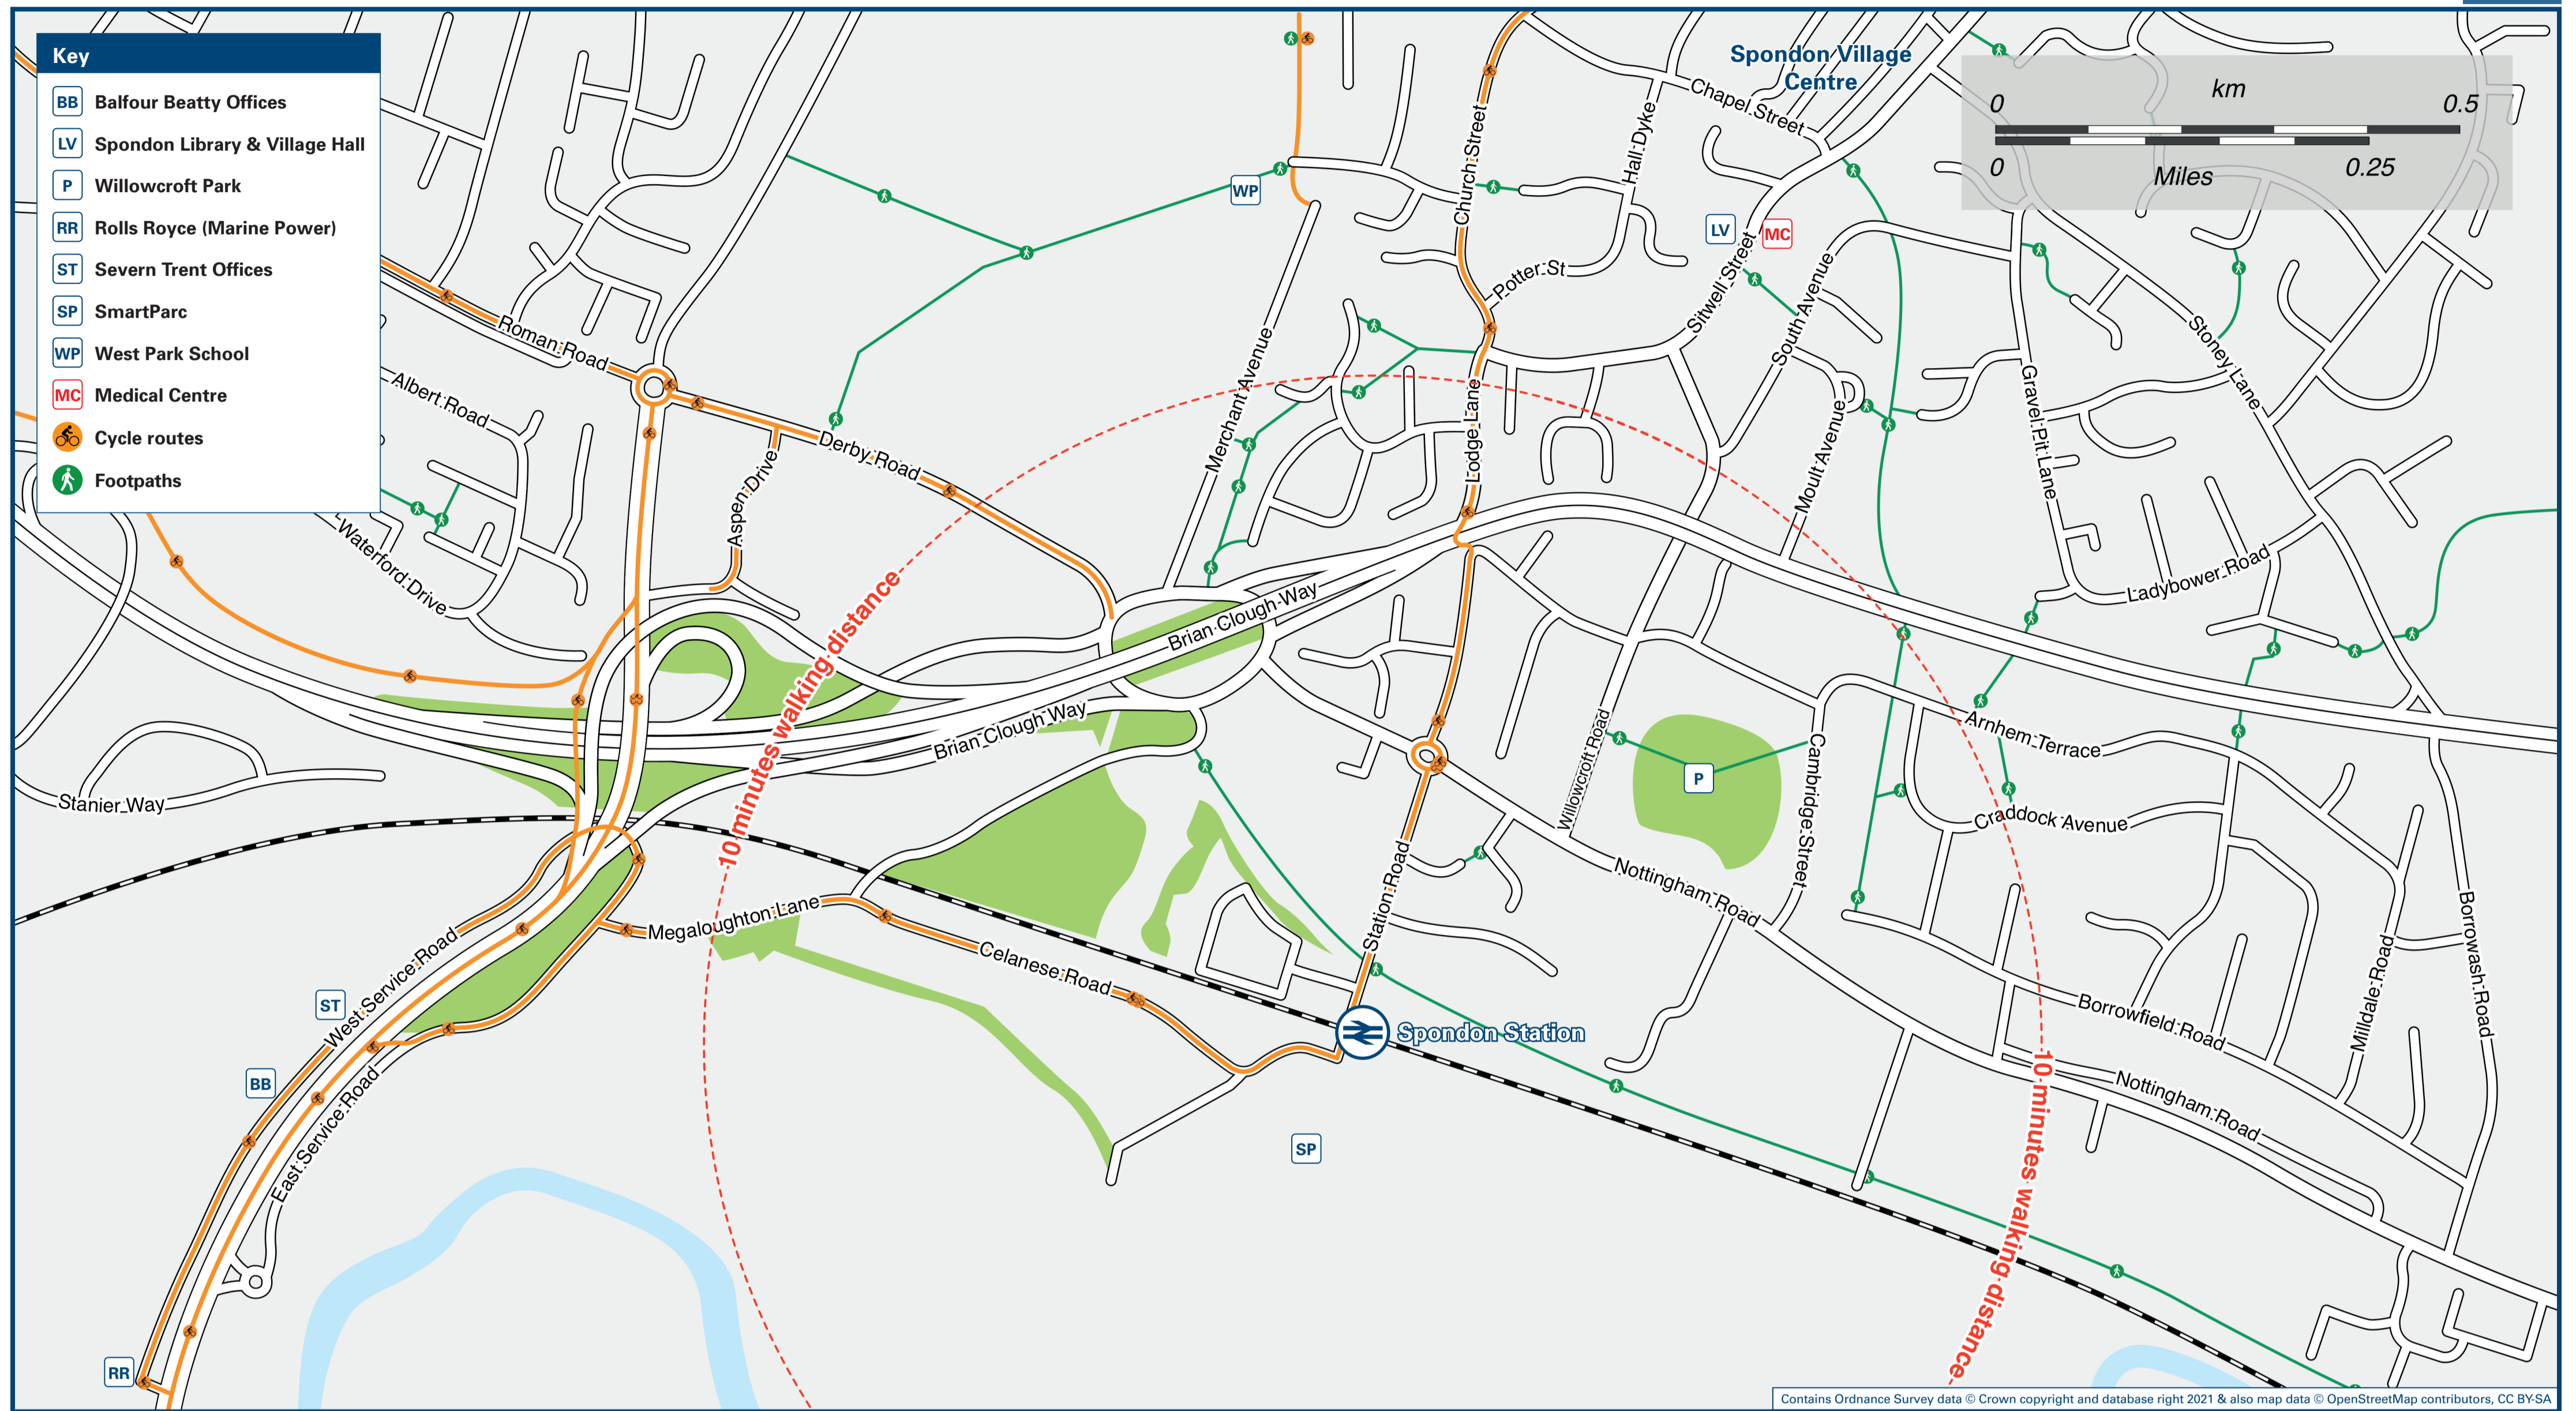 Key
BB Balfour Beatty Offices
LV Spondon Library & Village Hall
P Willowcroft Park
RR Rolls Royce (Marine Power)
ST Severn Trent Offices
SP SmartParc
WP West Park School
MC Medical Centre
Cycle routes
Footpaths
Spondon Village
Centre
km
0 0.5
0 0.25
Miles
Chapel Street
Church Street
Hall Dyke
WP
LV
MC
Potter St
Sitwell Street
South Avenue
Stoney Lane
Roman Road
Albert Road
Merchant Avenue
Lodge Lane
Gravel Pit Lane
Moult Avenue
Derby Road
Aspen Drive
Waterford Drive
Ladybower Road
10 minutes walking distance
Brian Clough Way
Brian Clough Way
Willowcroft Road
P
Cambridge Street
Arnhem Terrace
Craddock Avenue
Stanier Way
Station Road
Nottingham Road
Borrowash Road
Megaloughton Lane
Celanese Road
West Service Road
ST
Spondon Station
Borrowfield Road
Milldale Road
BB
East Service Road
SP
Nottingham Road
10 minutes walking distance
RR
Contains Ordnance Survey data © Crown copyright and database right 2021 & also map data © OpenStreetMap contributors, CC BY-SA